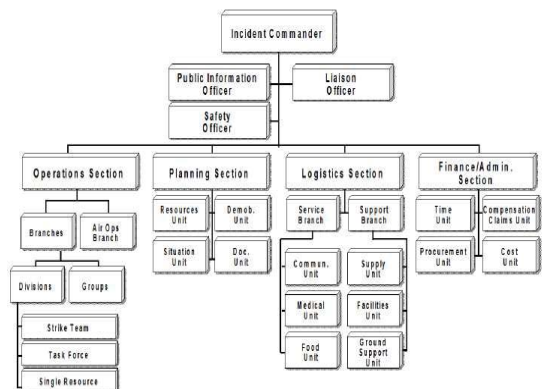 Incident Commander
Public Information
Officer
Liaison
Officer
Safety
Officer
Operations Section
Planning Section
Logistics Section
Finance/Admin.
Section
Branches
Air Ops
Branch
Resources
Unit
Demob.
Unit
Service
Branch
Support
Branch
Time
Unit
Compensation
Claims Unit
Situation
Unit
Doc.
Unit
Procurement
Unit
Cost
Unit
Divisions
Groups
Commun.
Unit
Supply
Unit
Strike Team
Medical
Unit
Facilities
Unit
Task Force
Food
Unit
Ground
Support
Unit
Single Resource